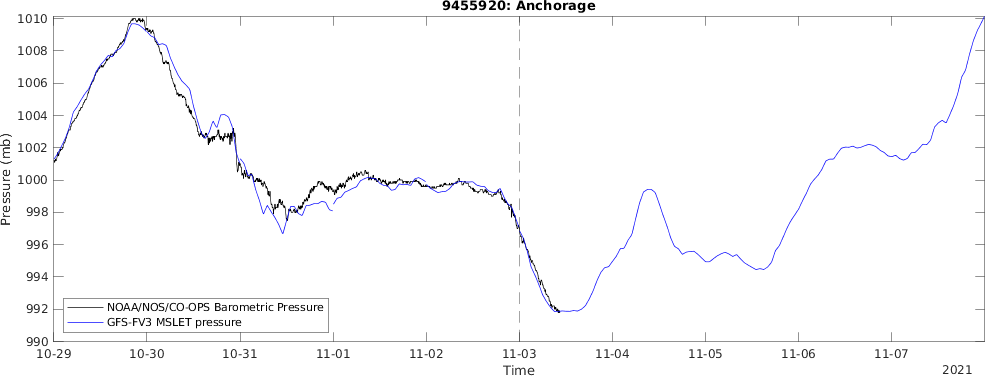 9455920: Anchorage
Pressure (mb)
1010
1008
1006
1004
1002
1000
998
996
994
992
990
NOAA/NOS/CO-OPS Barometric Pressure
GFS-FV3 MSLET pressure
10-29 10-30 10-31 11-01 11-02 11-03 11-04 11-05 11-06 11-07
Time
2021